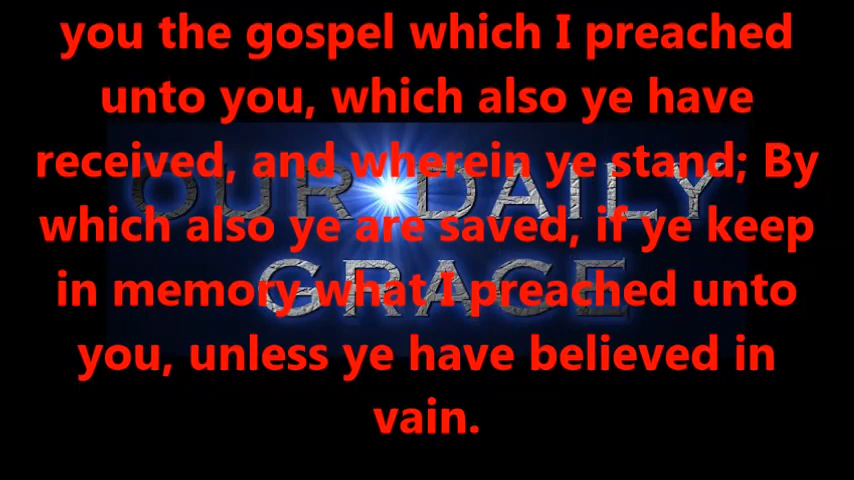 you the gospel which I preached
unto you, which also ye have
received, and wherein ye stand; By
which also ye are saved, if ye keep
in memory what I preached unto
you, unless ye have believed in
vain.
OUR DAILY
GRACE